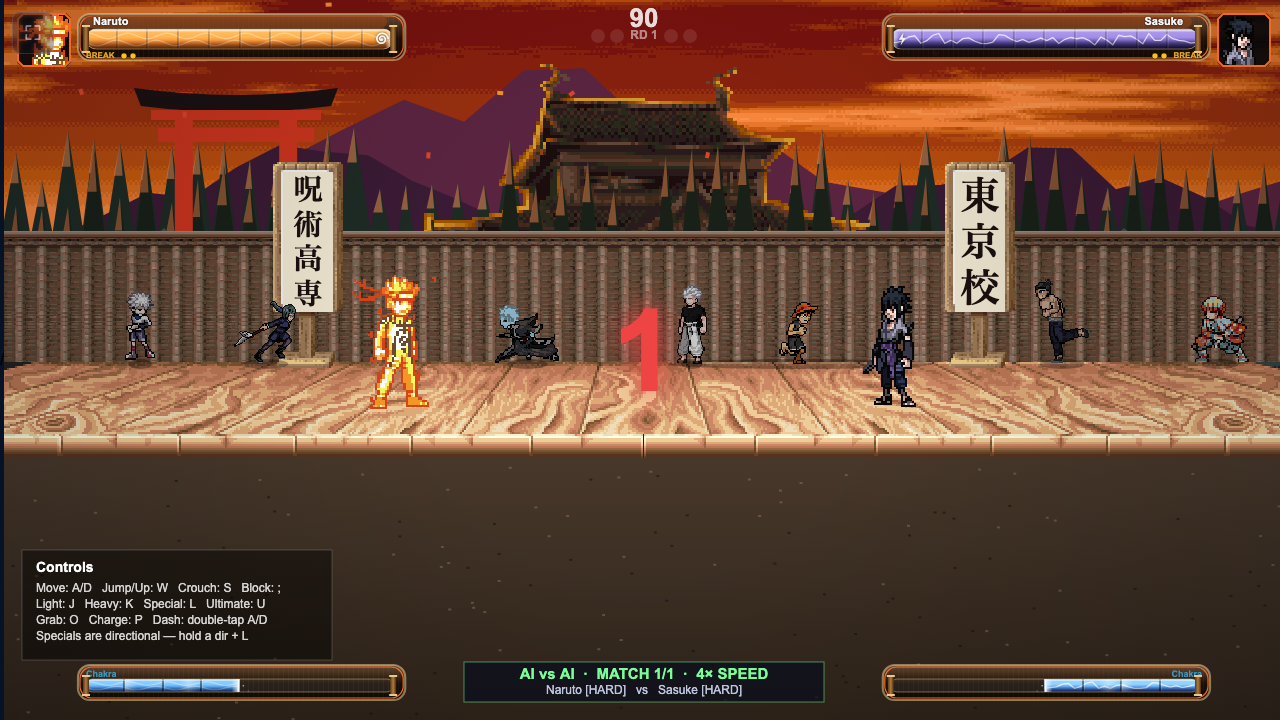 Naruto
90
Sasuke
RD 1
BREAK
BREAK
呪術高専
東京校
1
Controls
Move: A/D Jump/Up: W Crouch: S Block: ;
Light: J Heavy: K Special: L Ultimate: U
Grab: O Charge: P Dash: double-tap A/D
Specials are directional — hold a dir + L
Chakra
AI vs AI · MATCH 1/1 · 4× SPEED
Naruto [HARD] vs Sasuke [HARD]
Chakra